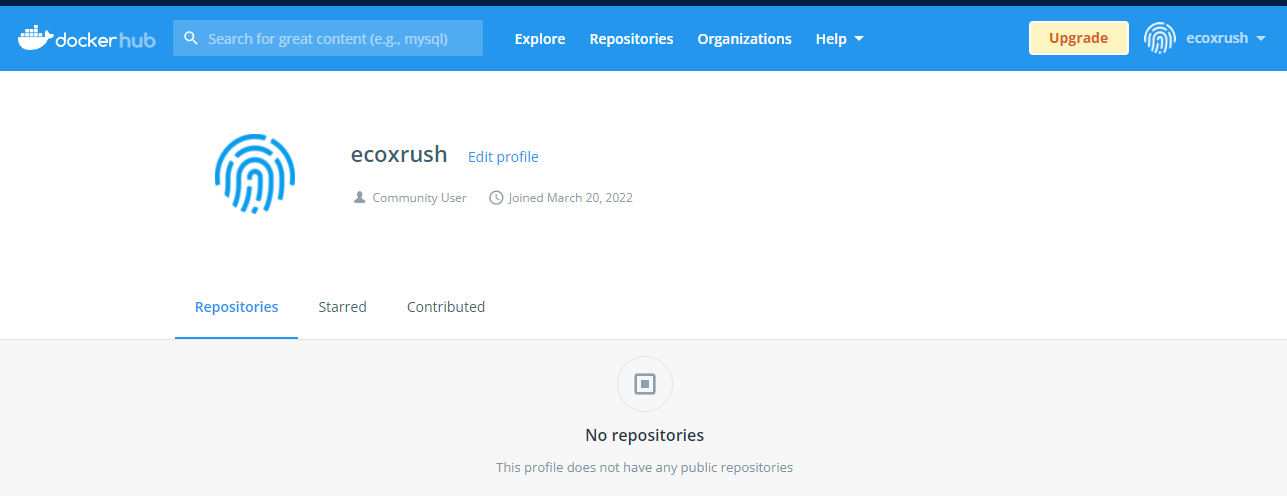 dockerhub Search for great content (e.g., mysql) Explore Repositories Organizations Help Upgrade ecoxrush
ecoxrush Edit profile
Community User Joined March 20, 2022
Repositories Starred Contributed
No repositories
This profile does not have any public repositories